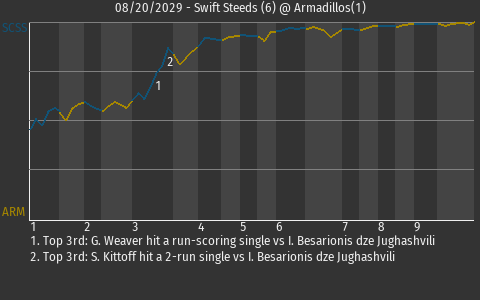 08/20/2029 - Swift Steeds (6) @ Armadillos(1)
SCSS
2
1
ARM
1 2 3 4 5 6 7 8 9
1. Top 3rd: G. Weaver hit a run-scoring single vs I. Besarionis dze Jughashvili
2. Top 3rd: S. Kittoff hit a 2-run single vs I. Besarionis dze Jughashvili